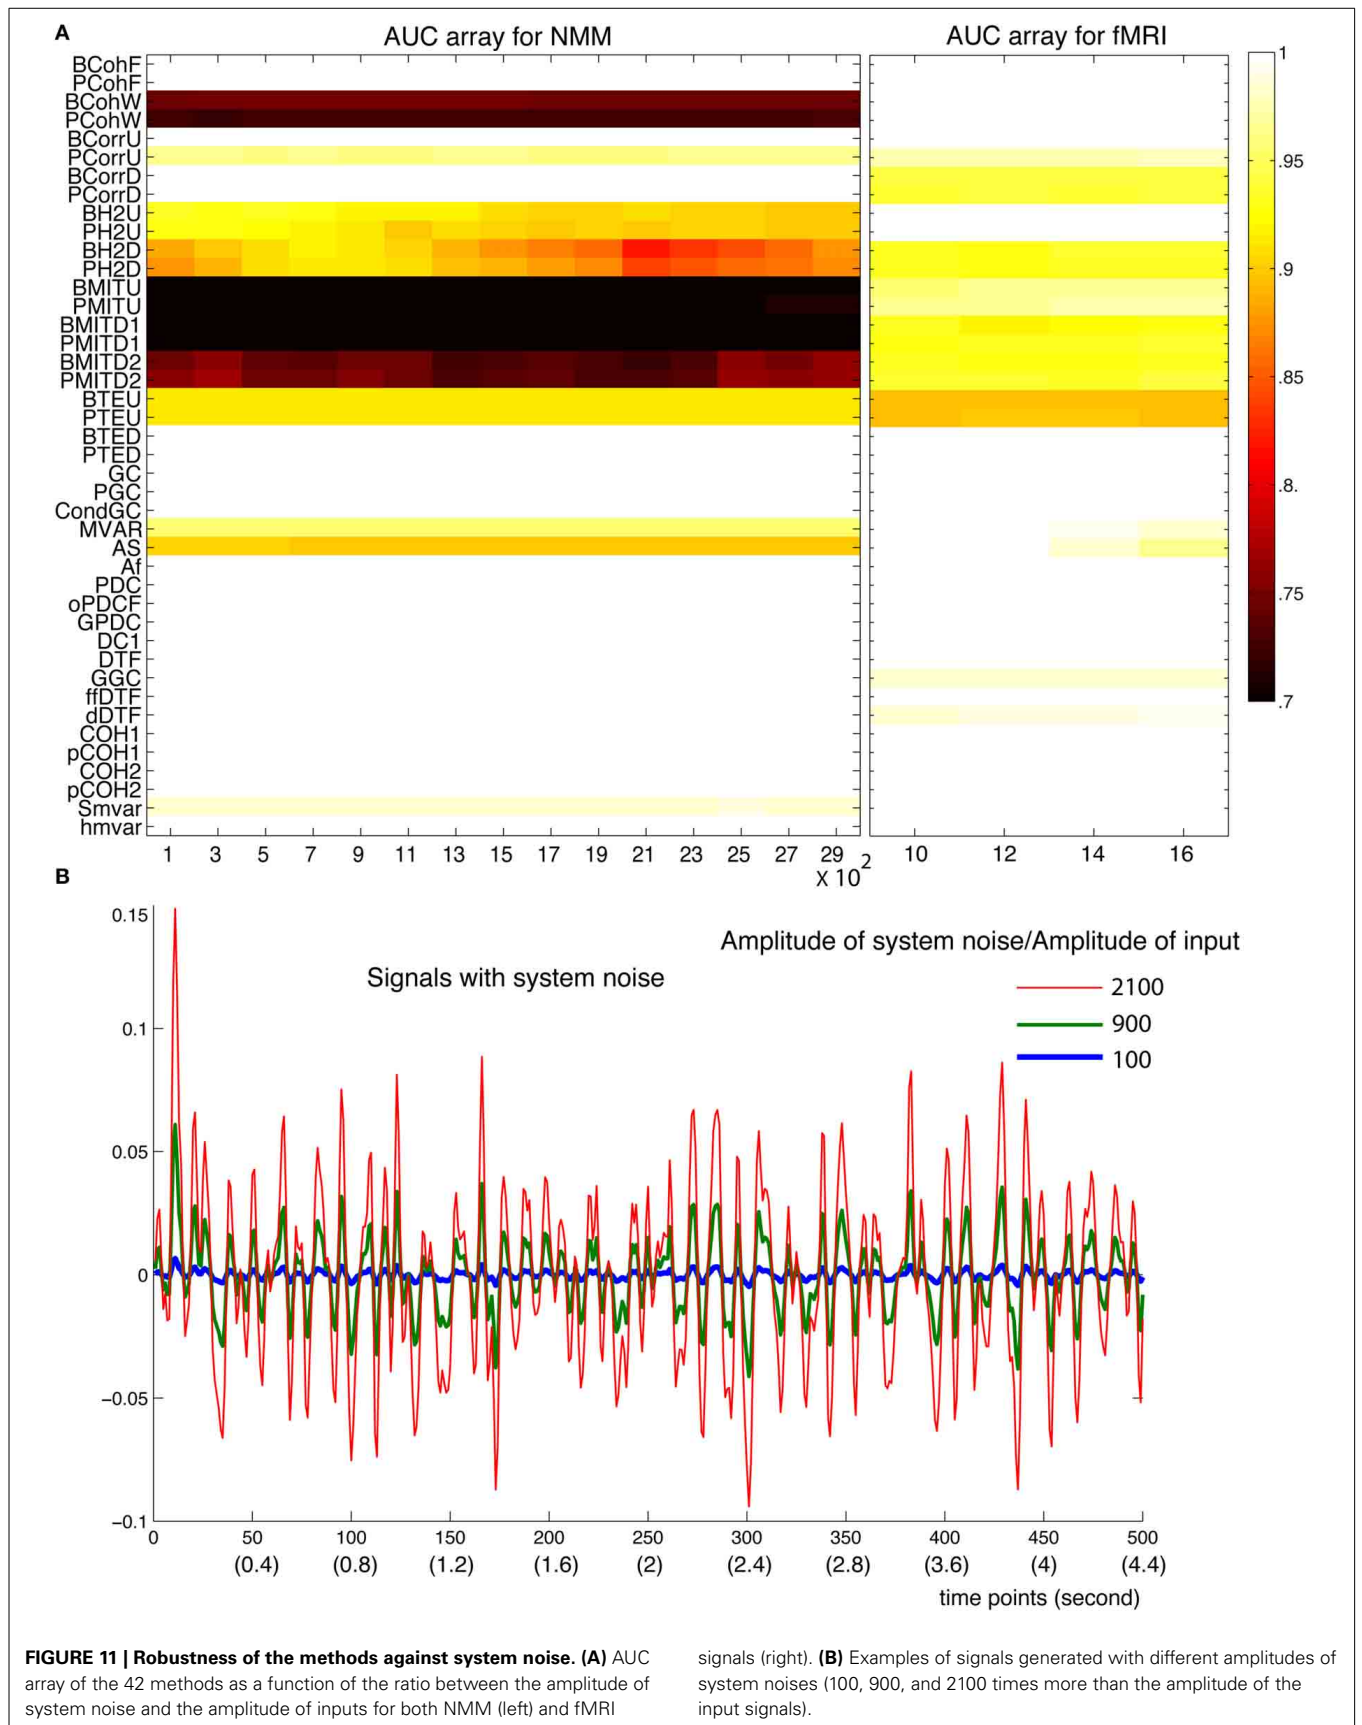 A
AUC array for NMM
AUC array for fMRI
BCohF
PCohF
BCohW
PCohW
BCorrU
PCorrU
BCorrD
PCorrD
BH2U
PH2U
BH2D
PH2D
BMITU
PMITU
BMITD1
PMITD1
BMITD2
PMITD2
BTEU
PTEU
BTED
PTED
GC
PGC
CondGC
MVAR
AS
Af
PDC
oPDCF
GPDC
DC1
DTF
GGC
ffDTF
dDTF
COH1
pCOH1
COH2
pCOH2
Smvar
hmvar
1
.95
.9
.85
.8.
.75
.7
1 3 5 7 9 11 13 15 17 19 21 23 25 27 29
x 10²
10 12 14 16
B
Signals with system noise
Amplitude of system noise/Amplitude of input
2100
900
100
0.15
0.1
0.05
0
−0.05
−0.1
0 50 100 150 200 250 300 350 400 450 500
(0.4) (0.8) (1.2) (1.6) (2) (2.4) (2.8) (3.6) (4) (4.4)
time points (second)
FIGURE 11 | Robustness of the methods against system noise. (A) AUC
array of the 42 methods as a function of the ratio between the amplitude of
system noise and the amplitude of inputs for both NMM (left) and fMRI
signals (right). (B) Examples of signals generated with different amplitudes of
system noises (100, 900, and 2100 times more than the amplitude of the
input signals).